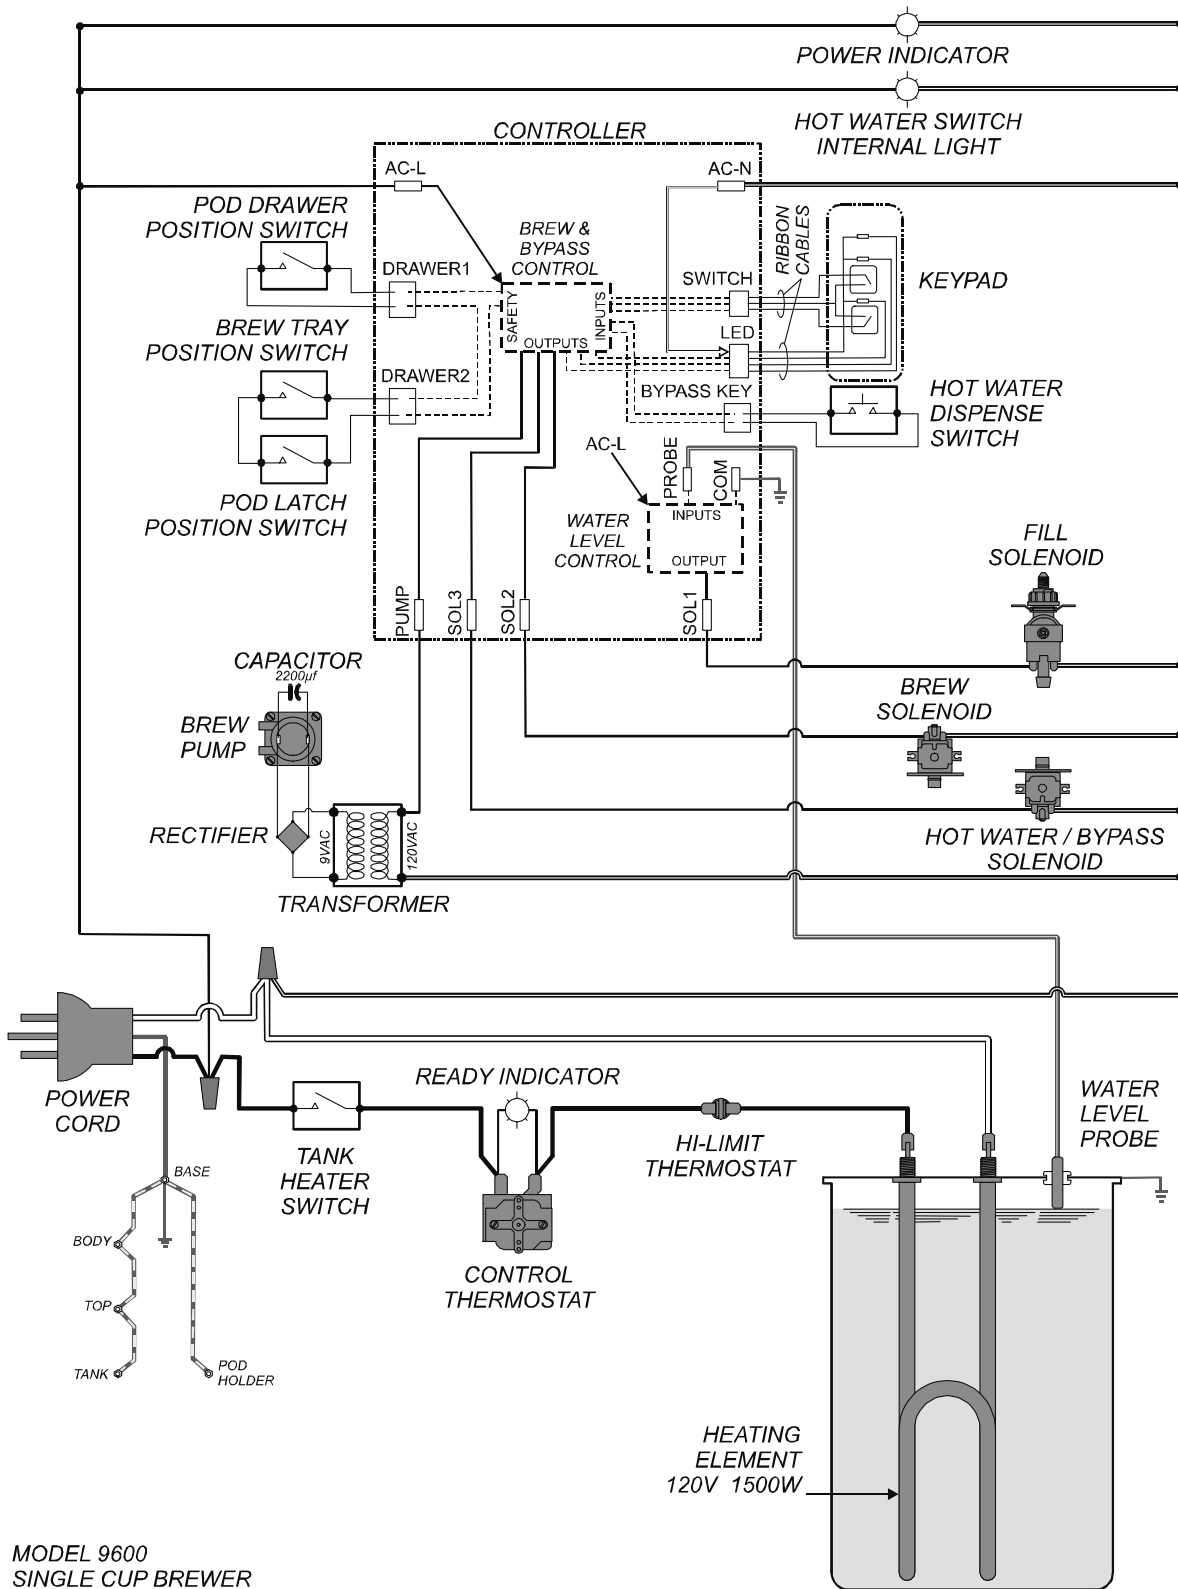 POWER INDICATOR
HOT WATER SWITCH
INTERNAL LIGHT
CONTROLLER
AC-L
AC-N
POD DRAWER
POSITION SWITCH
BREW &
BYPASS
CONTROL
RIBBON
CABLES
DRAWER1
SWITCH
KEYPAD
SAFETY
INPUTS
OUTPUTS
LED
BREW TRAY
POSITION SWITCH
DRAWER2
BYPASS KEY
HOT WATER
DISPENSE
SWITCH
AC-L
PROBE
COM
POD LATCH
POSITION SWITCH
WATER
LEVEL
CONTROL
INPUTS
OUTPUT
FILL
SOLENOID
PUMP
SOL3
SOL2
SOL1
CAPACITOR
2200µf
BREW
PUMP
BREW
SOLENOID
RECTIFIER
9VAC
120VAC
HOT WATER / BYPASS
SOLENOID
TRANSFORMER
POWER
CORD
READY INDICATOR
WATER
LEVEL
PROBE
TANK
HEATER
SWITCH
HI-LIMIT
THERMOSTAT
BASE
BODY
TOP
TANK
POD
HOLDER
CONTROL
THERMOSTAT
HEATING
ELEMENT
120V 1500W
MODEL 9600
SINGLE CUP BREWER